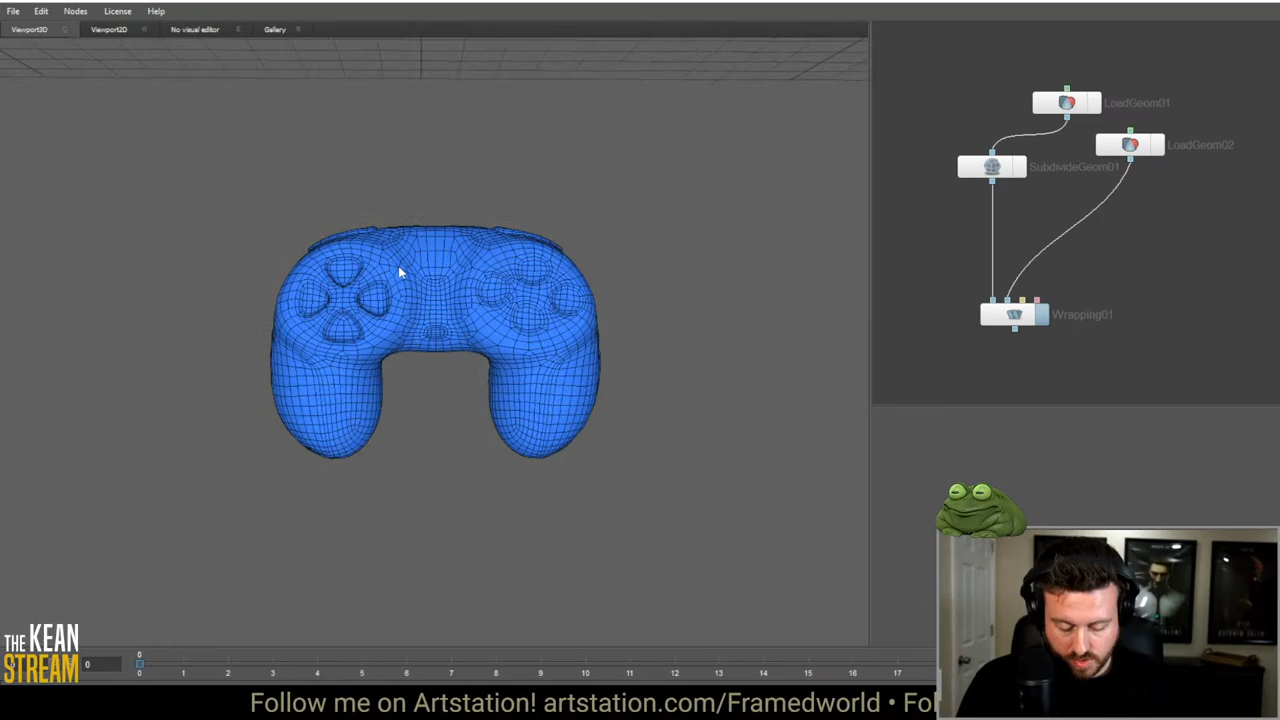 File Edit Nodes License Help
Viewport3D Q Viewport2D W No visual editor E Gallery R
LoadGeom01
LoadGeom02
SubdivideGeom01
Wrapping01
THE KEAN
STREAM
0
0
0 1 2 3 4 5 6 7 8 9 10 11 12 13 14 15 16 17
Follow me on Artstation! artstation.com/Framedworld • Fol